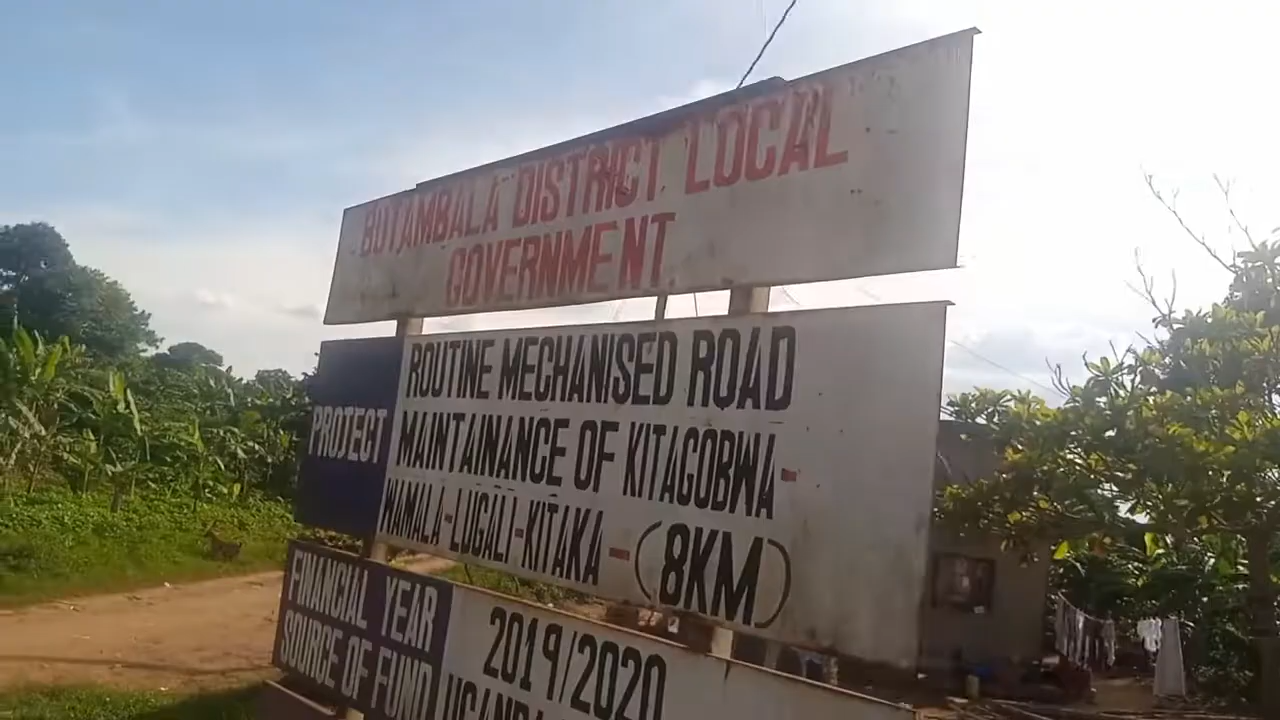 BUTAMBALA DISTRICT LOCAL
GOVERNMENT.
PROJECT
ROUTINE MECHANISED ROAD
MAINTAINANCE OF KITAGOBWA-
WAMALA-LUGALI-KITAKA-(8KM)
FINANCIAL YEAR
2019/2020
SOURCE OF FUND